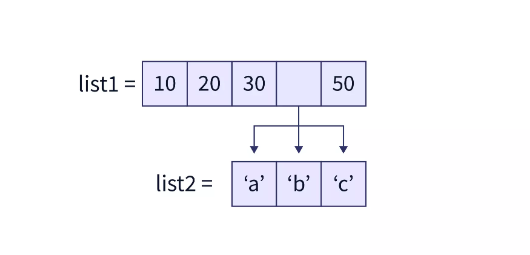 list1 = 10 20 30 50
list2 = ‘a’ ‘b’ ‘c’